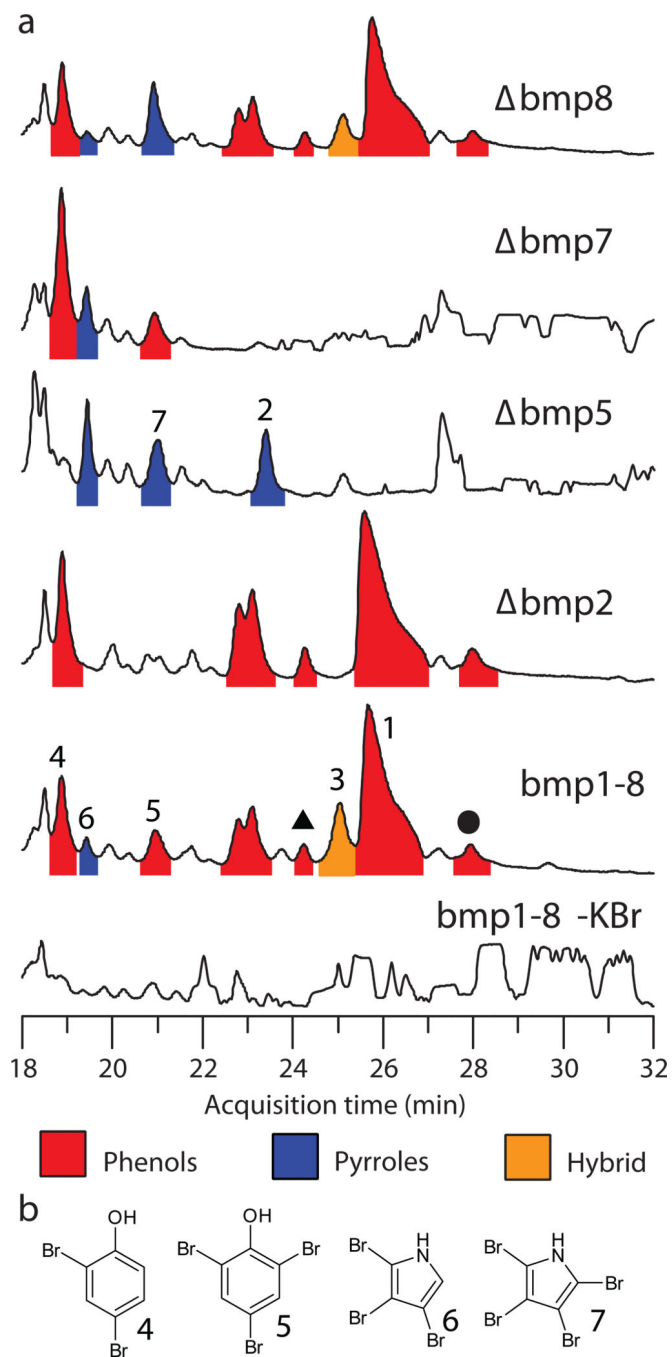 a
Δbmp8
Δbmp7
Δbmp5
7
2
Δbmp2
bmp1-8
4
6
5
3
1
bmp1-8 -KBr
18 20 22 24 26 28 30 32
Acquisition time (min)
Phenols Pyrroles Hybrid
b
OH
Br
Br
4
OH
Br Br
Br
5
H
N
Br
Br
Br
6
H
N
Br
Br
Br
Br
7